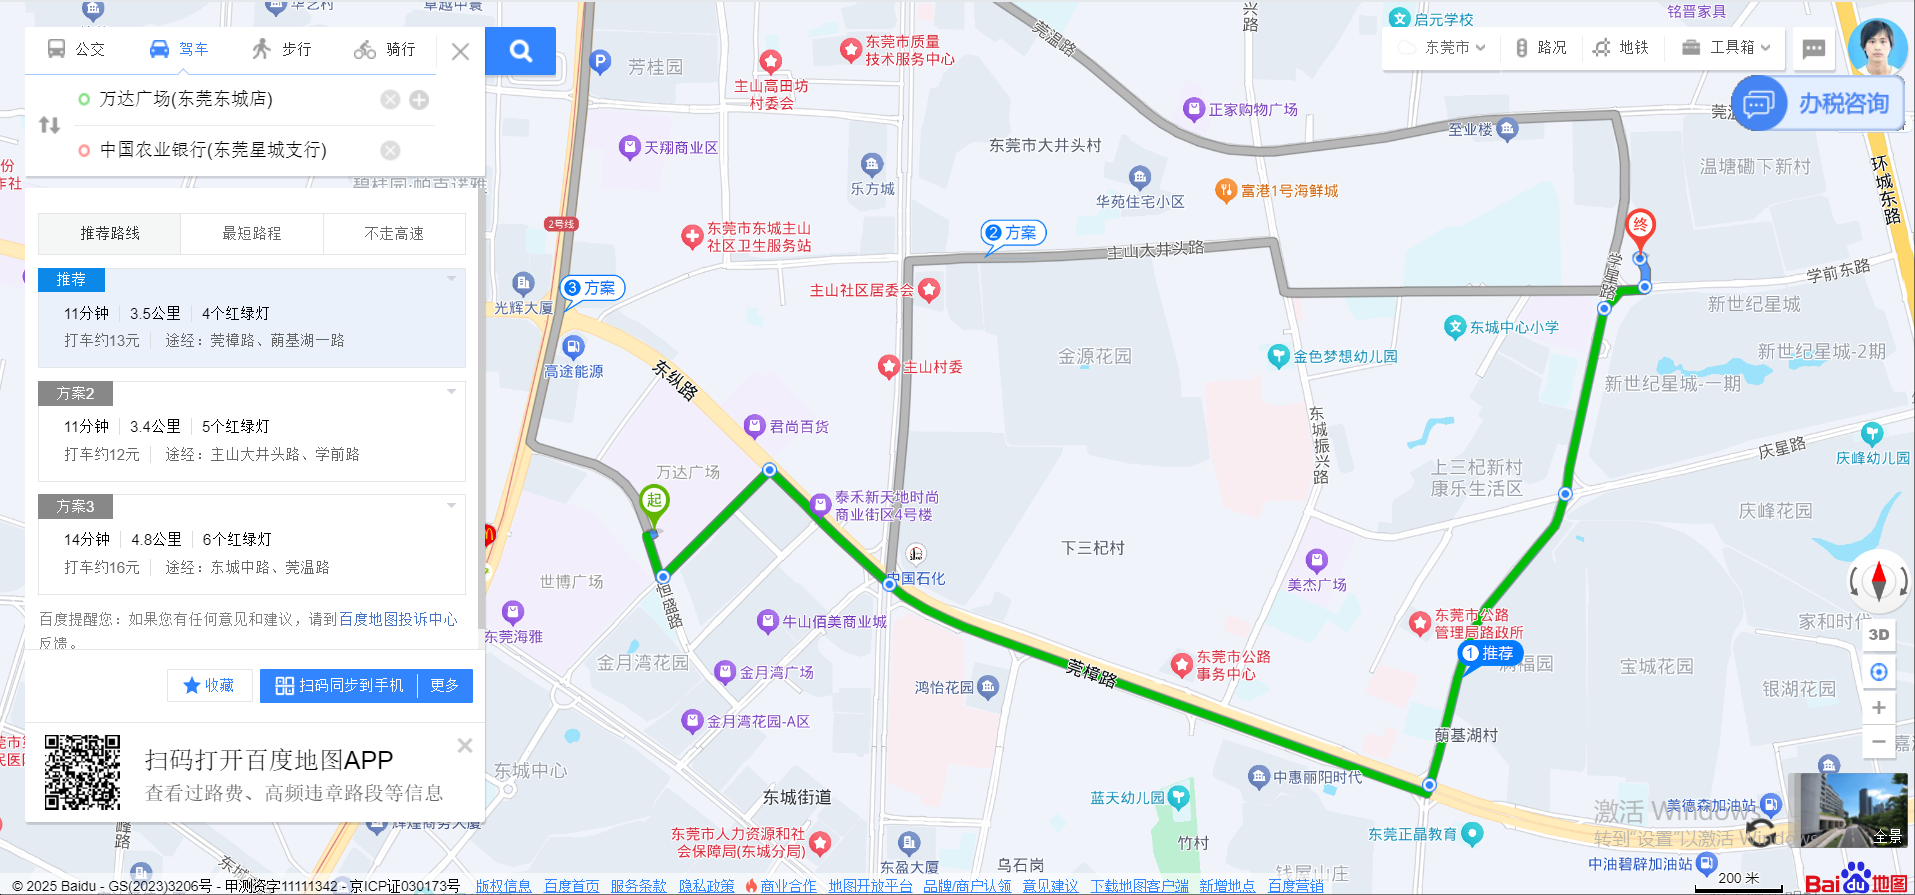 公交
驾车
步行
骑行
万达广场(东莞东城店)
中国农业银行(东莞星城支行)
推荐路线
最短路程
不走高速
推荐
11分钟 3.5公里 4个红绿灯
打车约13元 途经：莞樟路、蓢基湖一路
方案2
11分钟 3.4公里 5个红绿灯
打车约12元 途经：主山大井头路、学前路
方案3
14分钟 4.8公里 6个红绿灯
打车约16元 途经：东城中路、莞温路
百度提醒您：如果您有任何意见和建议，请到百度地图投诉中心
反馈。
收藏
扫码同步到手机
更多
扫码打开百度地图APP
查看过路费、高频违章路段等信息
东莞市
路况
地铁
工具箱
办税咨询
启元学校
铭晋家具
兴路
莞温路
P
芳桂园
主山高田坊
村委会
东莞市质量
技术服务中心
正家购物广场
至业楼
环城东路
温塘砌下新村
天翔商业区
乐方城
东莞市大井头村
华苑住宅小区
富港1号海鲜城
2号线
东莞市东城主山
社区卫生服务站
2 方案
主山大井头路
终
学星路
学前东路
3 方案
光辉大厦
主山社区居委会
新世纪星城
东城中心小学
高途能源
东纵路
主山村委
金源花园
金色梦想幼儿园
新世纪星城-2期
新世纪星城-一期
君尚百货
东城振兴路
庆星路
庆峰幼儿园
万达广场
起
泰禾新天地时尚
商业街区4号楼
上三杞新村
康乐生活区
庆峰花园
中国石化
下三杞村
美杰广场
世博广场
恒盛路
东莞海雅
牛山佰美商业城
东莞市公路
管理局路政所
家和时代
1 推荐
金月湾花园
金月湾广场
鸿怡花园
莞樟路
东莞市公路
事务中心
宝城花园
银湖花园
金月湾花园-A区
蓢基湖村
东城中心
东城街道
中惠丽阳时代
蓝天幼儿园
美德森加油站
东莞市人力资源和社
会保障局(东城分局)
东盈大厦
竹村
乌石岗
东莞正晶教育
中油碧辟加油站
3D
全景
激活 Windows
转到“设置”以激活 Windows
200 米
Bai du 地图
© 2025 Baidu - GS(2023)3206号 - 甲测资字11111342 - 京ICP证030173号
版权信息 百度首页 服务条款 隐私政策 商业合作 地图开放平台 品牌/商户认领 意见建议 下载地图客户端 新增地点 百度营销